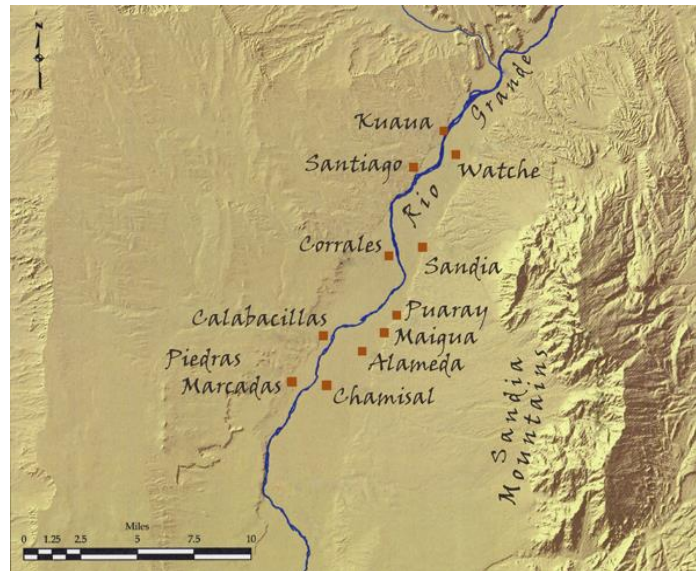 N
Grande
Kuaua
Watche
Santiago
Rio
Corrales
Sandia
Puaray
Calabacillas
Maigua
Alameda
Piedras
Marcadas
Chamisal
Sandia
Mountains
Miles
0 1.25 2.5 5 7.5 10